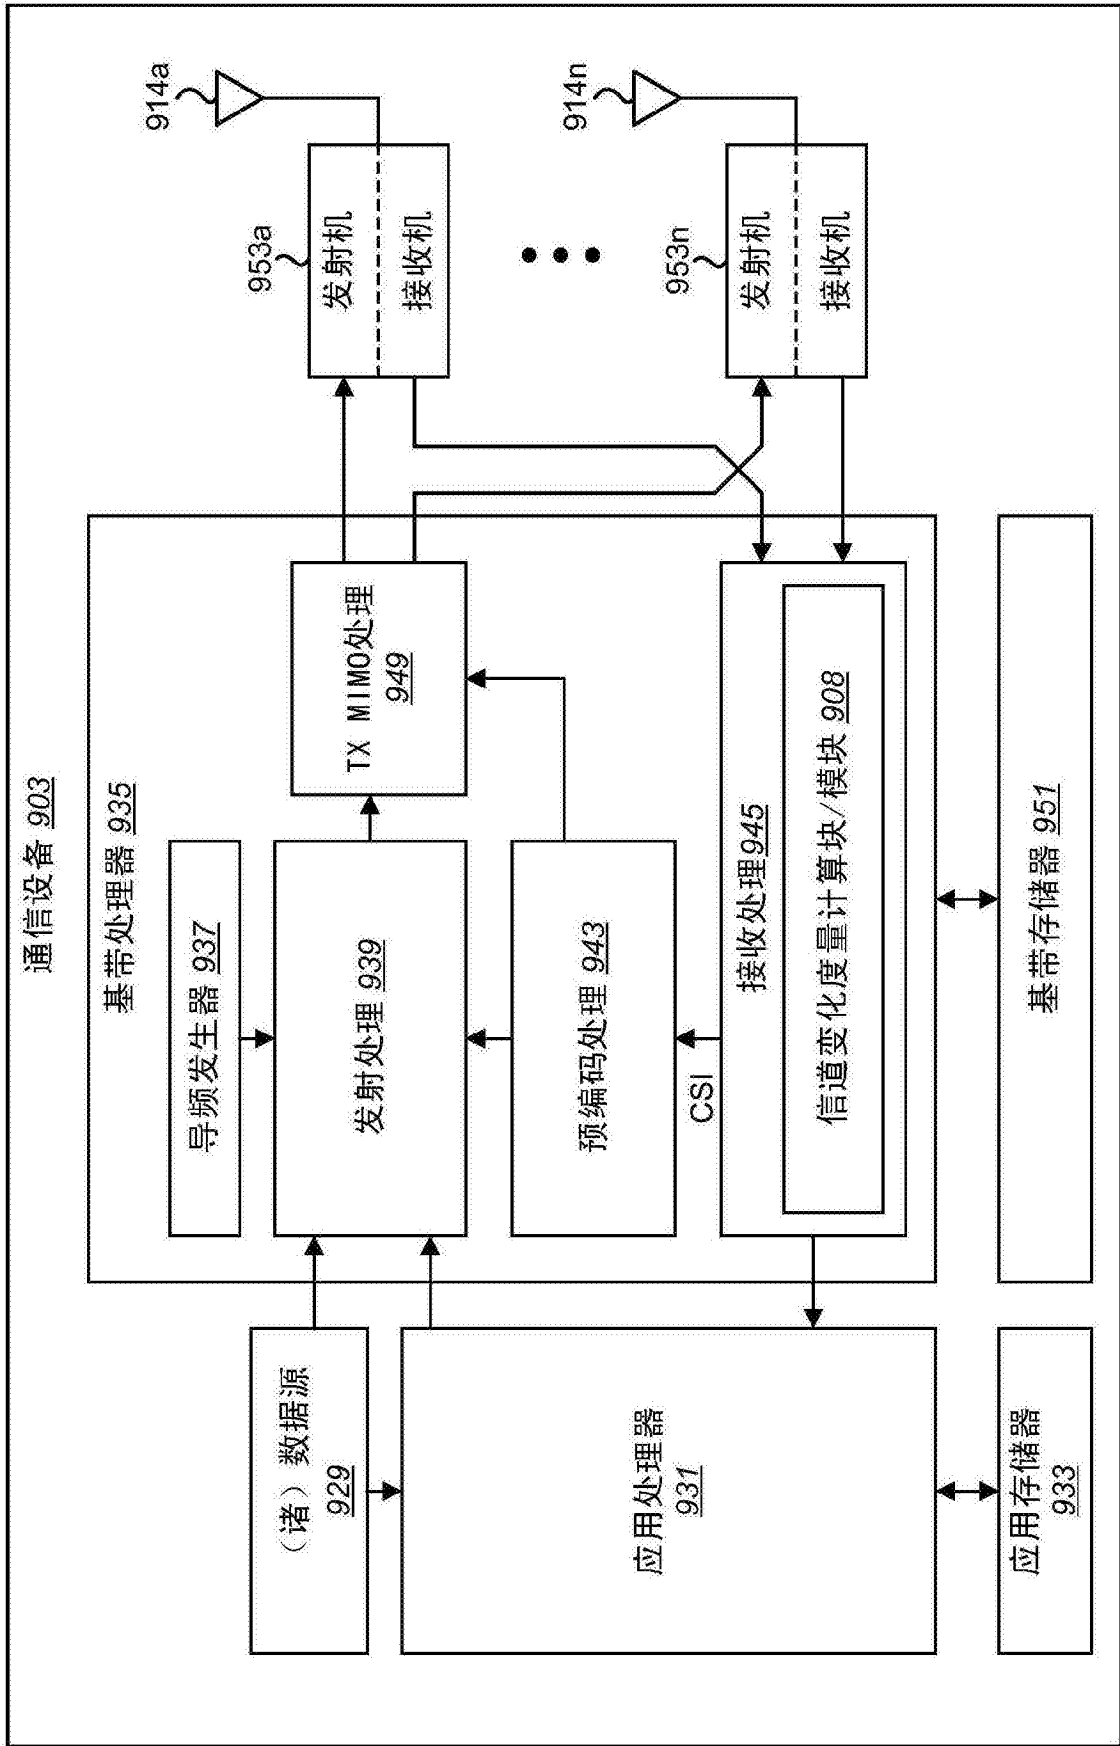 通信设备 903
基带处理器 935
导频发生器 937
(诸)数据源
929
发射处理 939
TX MIMO处理
949
953a
发射机
接收机
914a
应用处理器
931
预编码处理 943
CSI
接收处理945
信道变化度量计算块/模块 908
953n
发射机
接收机
914n
应用存储器
933
基带存储器 951